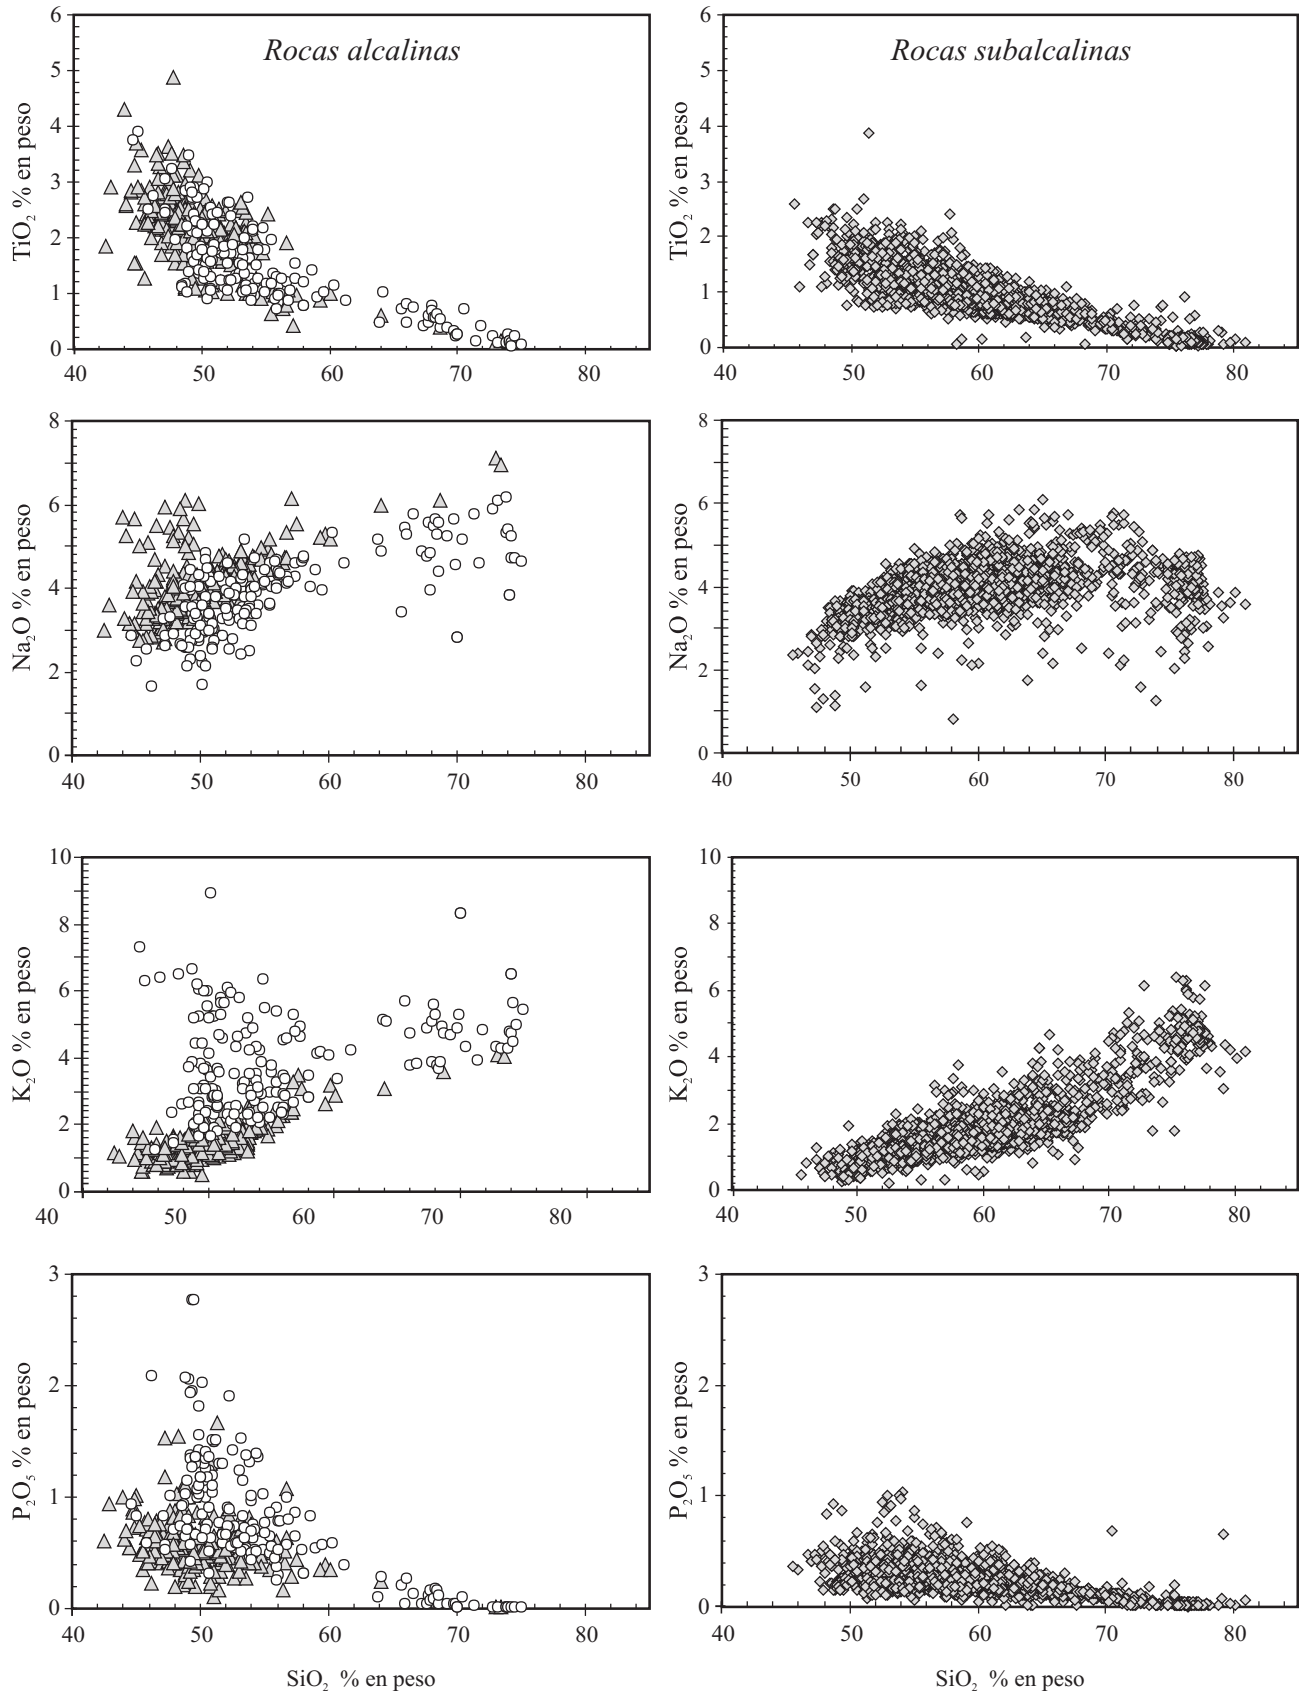 Rocas alcalinas
TiO₂ % en peso
6
5
4
3
2
1
0
40 50 60 70 80
Rocas subalcalinas
TiO₂ % en peso
6
5
4
3
2
1
0
40 50 60 70 80
Na₂O % en peso
8
6
4
2
0
40 50 60 70 80
Na₂O % en peso
8
6
4
2
0
40 50 60 70 80
K₂O % en peso
10
8
6
4
2
0
40 50 60 70 80
K₂O % en peso
10
8
6
4
2
0
40 50 60 70 80
P₂O₅ % en peso
3
2
1
0
40 50 60 70 80
SiO₂ % en peso
P₂O₅ % en peso
3
2
1
0
40 50 60 70 80
SiO₂ % en peso